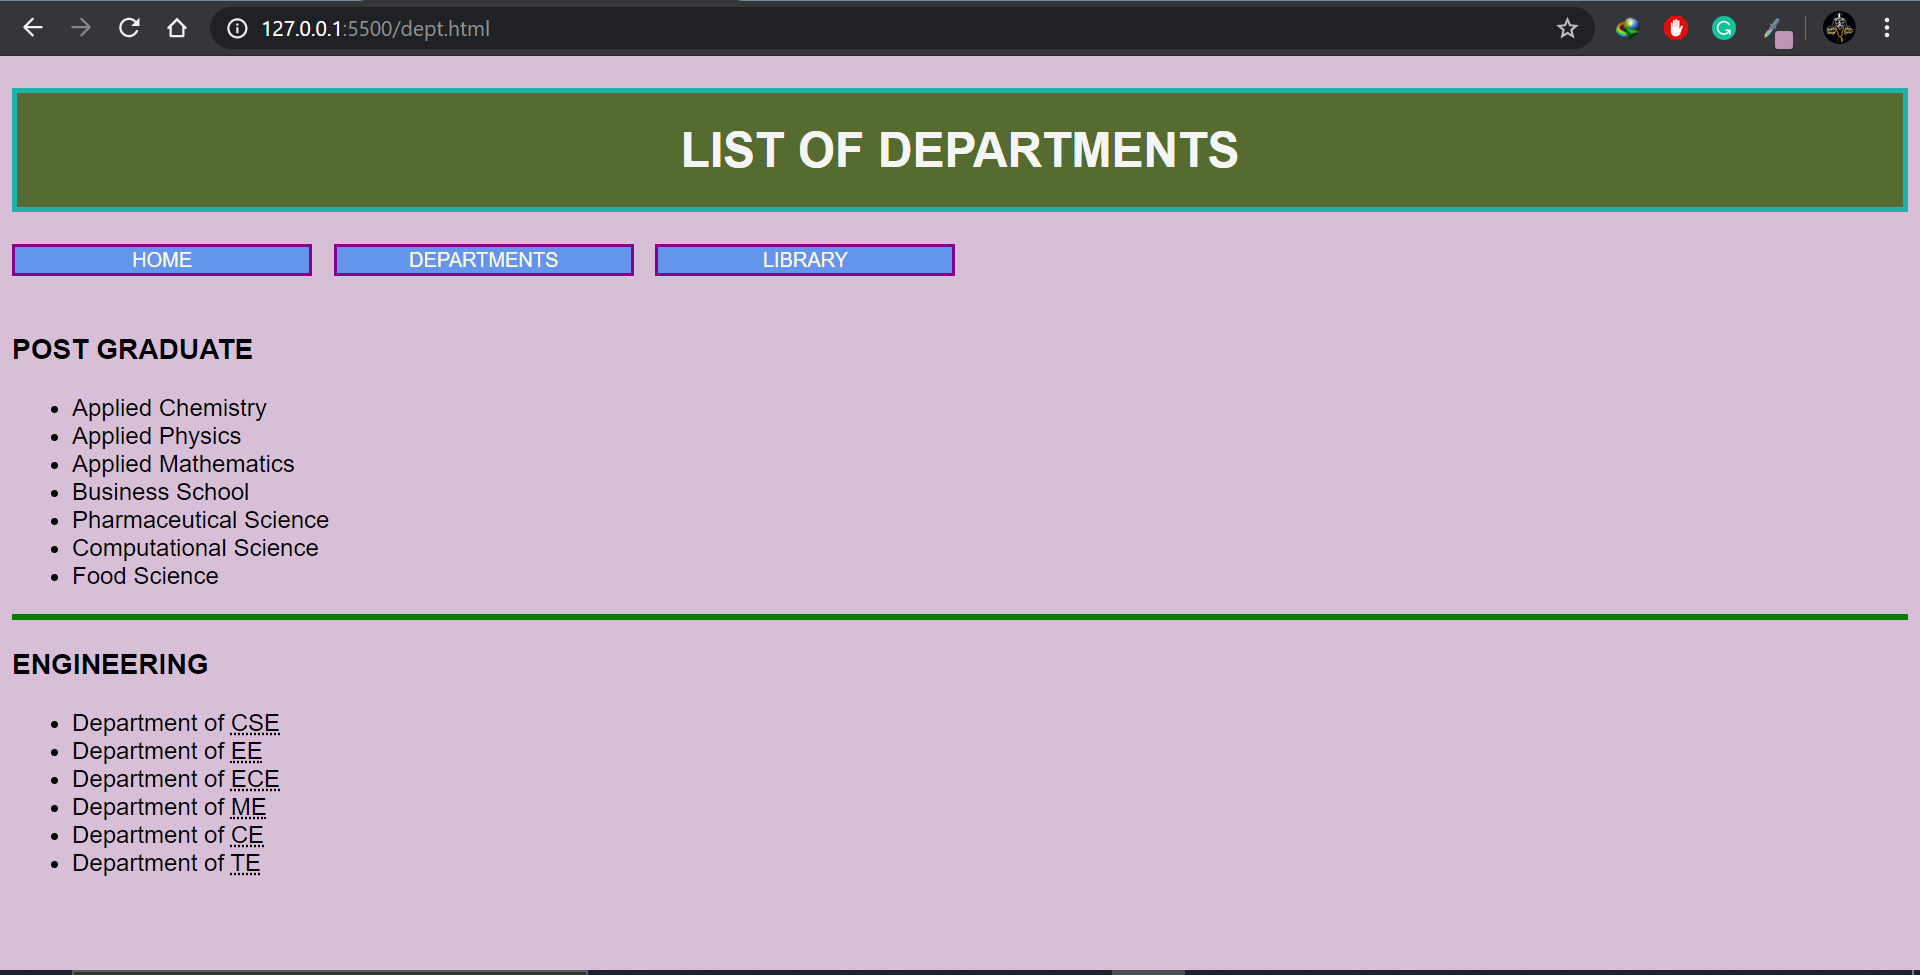 127.0.0.1:5500/dept.html
LIST OF DEPARTMENTS
HOME DEPARTMENTS LIBRARY
POST GRADUATE
• Applied Chemistry
• Applied Physics
• Applied Mathematics
• Business School
• Pharmaceutical Science
• Computational Science
• Food Science
ENGINEERING
• Department of CSE
• Department of EE
• Department of ECE
• Department of ME
• Department of CE
• Department of TE